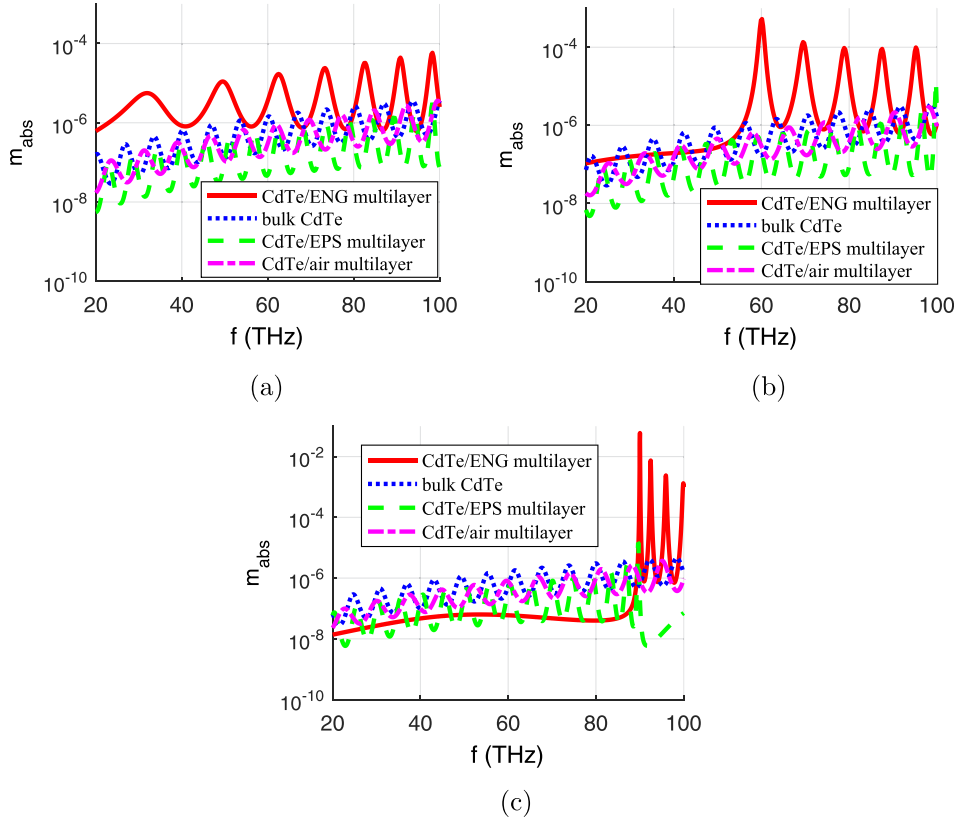 m_abs
10^-4
10^-6
10^-8
10^-10
CdTe/ENG multilayer
bulk CdTe
CdTe/EPS multilayer
CdTe/air multilayer
20 40 60 80 100
f (THz)
(a)
m_abs
10^-4
10^-6
10^-8
10^-10
CdTe/ENG multilayer
bulk CdTe
CdTe/EPS multilayer
CdTe/air multilayer
20 40 60 80 100
f (THz)
(b)
m_abs
10^-2
10^-4
10^-6
10^-8
10^-10
CdTe/ENG multilayer
bulk CdTe
CdTe/EPS multilayer
CdTe/air multilayer
20 40 60 80 100
f (THz)
(c)